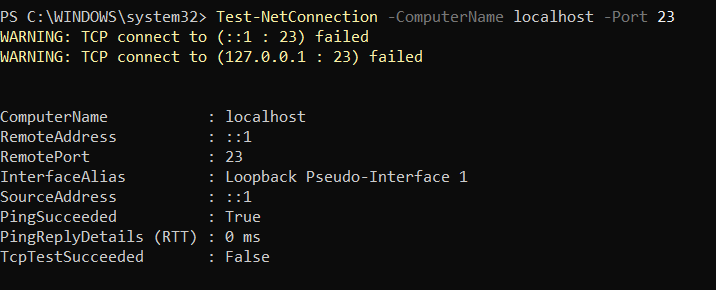 PS C:\WINDOWS\system32> Test-NetConnection -ComputerName localhost -Port 23
WARNING: TCP connect to (::1 : 23) failed
WARNING: TCP connect to (127.0.0.1 : 23) failed
ComputerName : localhost
RemoteAddress : ::1
RemotePort : 23
InterfaceAlias : Loopback Pseudo-Interface 1
SourceAddress : ::1
PingSucceeded : True
PingReplyDetails (RTT) : 0 ms
TcpTestSucceeded : False